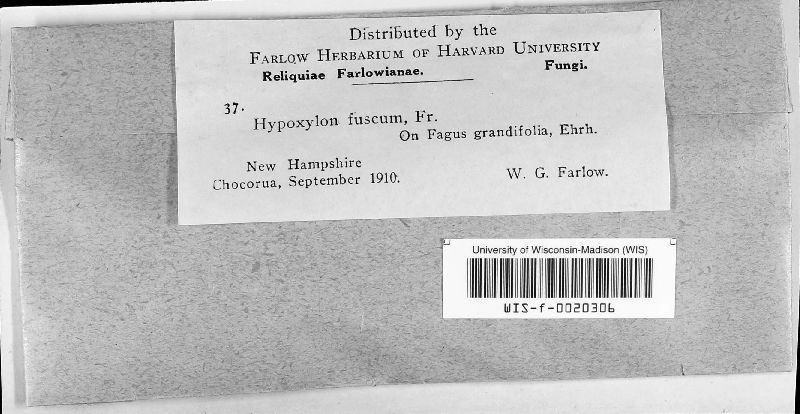 Distributed by the
FARLOW HERBARIUM OF HARVARD UNIVERSITY
Reliquiae Farlowianae. Fungi.
37. Hypoxylon fuscum, Fr.
On Fagus grandifolia, Ehrh.
New Hampshire
Chocorua, September 1910. W. G. Farlow.
University of Wisconsin-Madison (WIS)
WIS-f-0020306